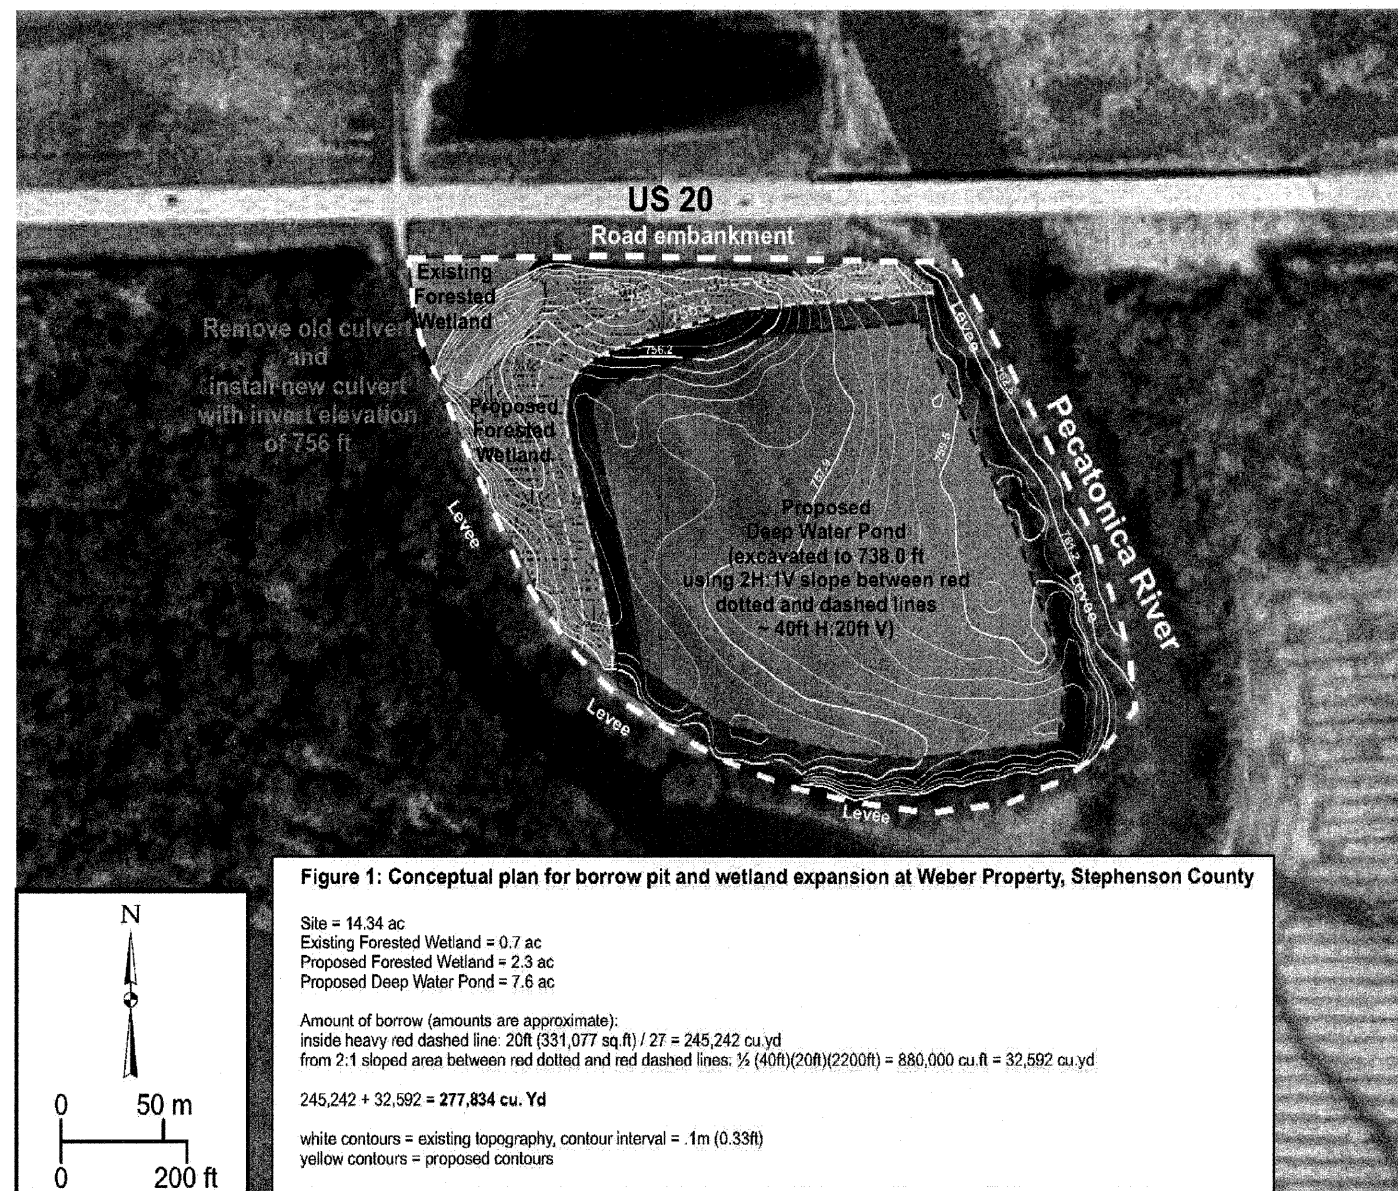 US 20
Road embankment
Existing
Forested
Wetland
Remove old culvert
and
install new culvert
with invert elevation
of 756 ft
756.2
Levee
Pecatonica River
Proposed
Forested
Wetland
757.9
Proposed
Deep Water Pond
(excavated to 738.0 ft
using 2H:1V slope between red
dotted and dashed lines
~ 40ft H:20ft V)
Levee
Levee
761.2
Levee
Levee
Figure 1: Conceptual plan for borrow pit and wetland expansion at Weber Property, Stephenson County
Site = 14.34 ac
Existing Forested Wetland = 0.7 ac
Proposed Forested Wetland = 2.3 ac
Proposed Deep Water Pond = 7.6 ac
Amount of borrow (amounts are approximate):
inside heavy red dashed line: 20ft (331,077 sq.ft) / 27 = 245,242 cu.yd
from 2:1 sloped area between red dotted and red dashed lines: ½ (40ft)(20ft)(2200ft) = 880,000 cu.ft = 32,592 cu.yd
245,242 + 32,592 = 277,834 cu. Yd
white contours = existing topography, contour interval = .1m (0.33ft)
yellow contours = proposed contours
N
0 50 m
0 200 ft